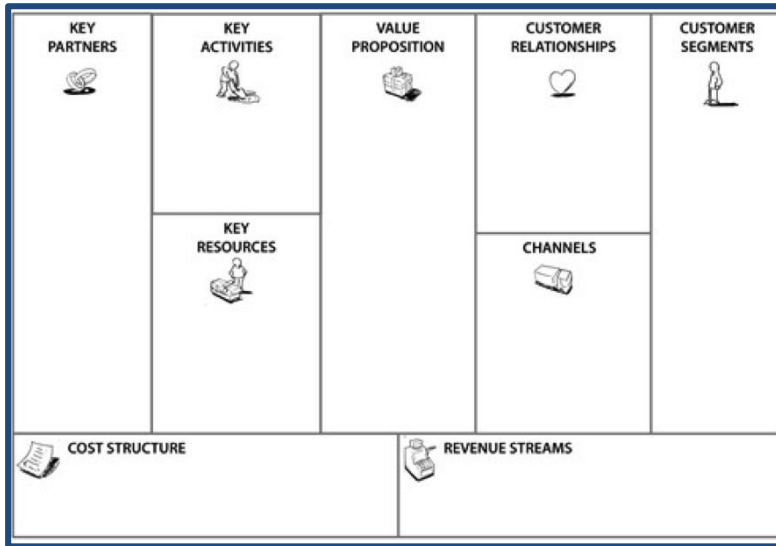 KEY
PARTNERS
KEY
ACTIVITIES
KEY
RESOURCES
VALUE
PROPOSITION
CUSTOMER
RELATIONSHIPS
CHANNELS
CUSTOMER
SEGMENTS
COST STRUCTURE
REVENUE STREAMS